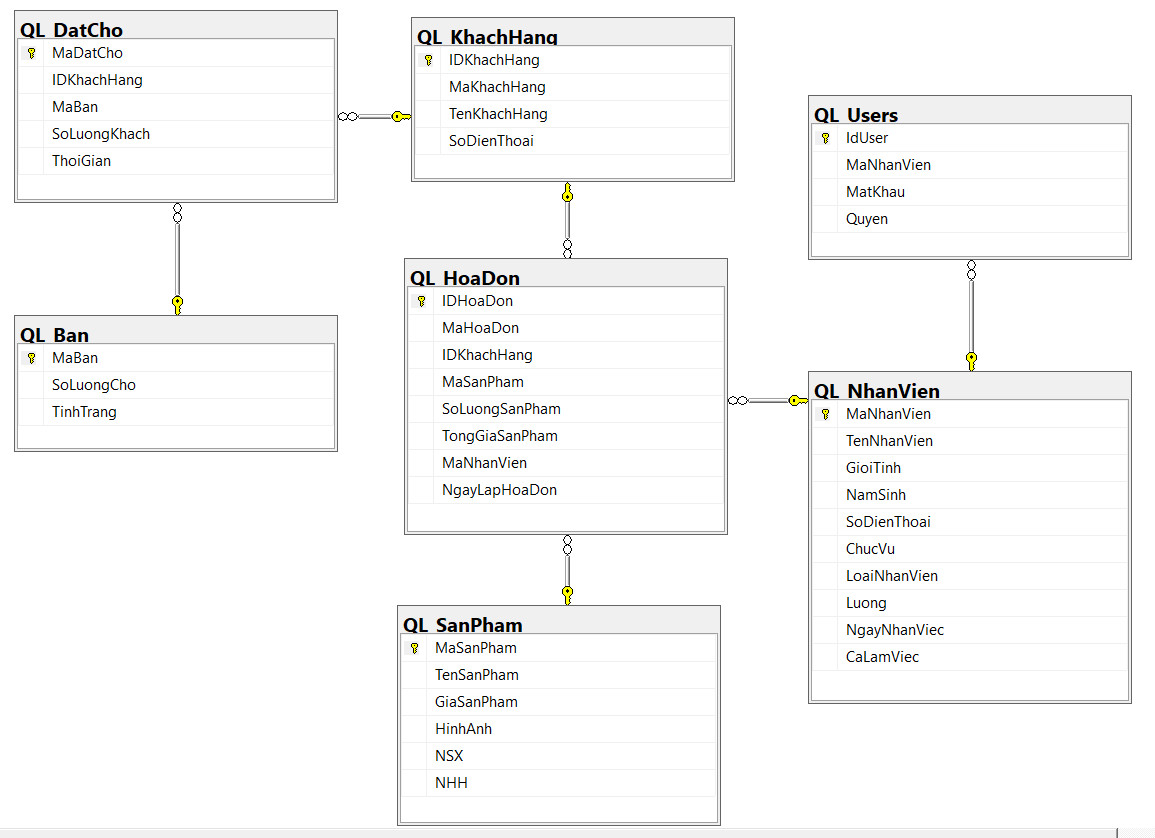 QL_DatCho
MaDatCho
IDKhachHang
MaBan
SoLuongKhach
ThoiGian
QL_KhachHang
IDKhachHang
MaKhachHang
TenKhachHang
SoDienThoai
QL_Users
IdUser
MaNhanVien
MatKhau
Quyen
QL_Ban
MaBan
SoLuongCho
TinhTrang
QL_HoaDon
IDHoaDon
MaHoaDon
IDKhachHang
MaSanPham
SoLuongSanPham
TongGiaSanPham
MaNhanVien
NgayLapHoaDon
QL_NhanVien
MaNhanVien
TenNhanVien
GioiTinh
NamSinh
SoDienThoai
ChucVu
LoaiNhanVien
Luong
NgayNhanViec
CaLamViec
QL_SanPham
MaSanPham
TenSanPham
GiaSanPham
HinhAnh
NSX
NHH